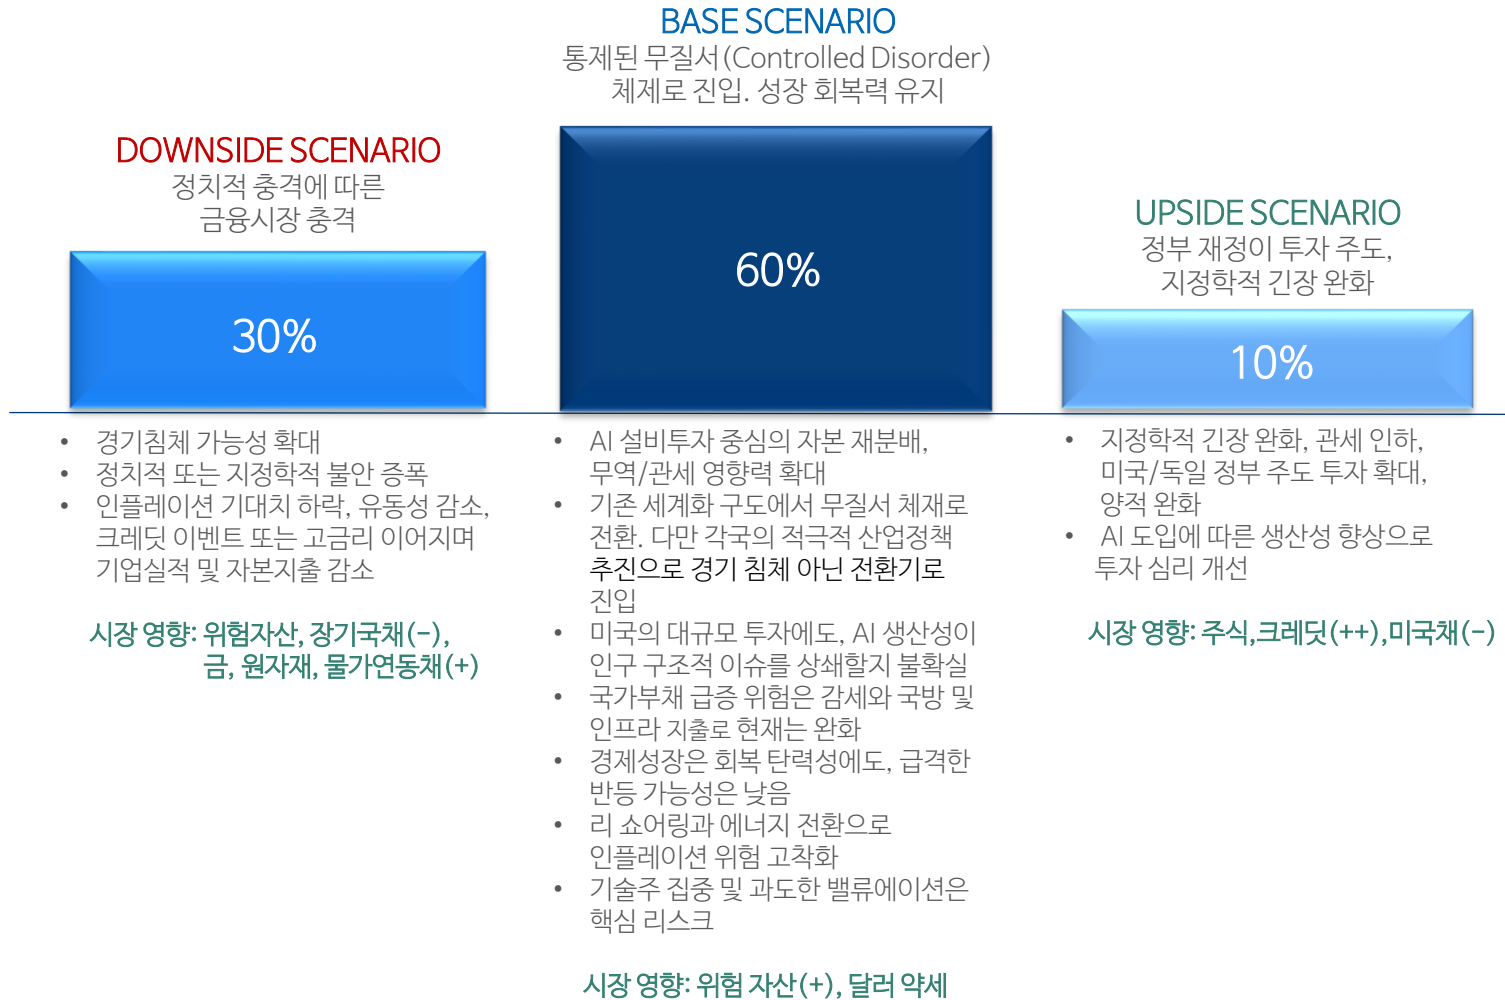 BASE SCENARIO
통제된 무질서(Controlled Disorder)
체제로 진입. 성장 회복력 유지
60%
DOWNSIDE SCENARIO
정치적 충격에 따른
금융시장 충격
30%
UPSIDE SCENARIO
정부 재정이 투자 주도,
지정학적 긴장 완화
10%
• 경기침체 가능성 확대
• 정치적 또는 지정학적 불안 증폭
• 인플레이션 기대치 하락, 유동성 감소,
크레딧 이벤트 또는 고금리 이어지며
기업실적 및 자본지출 감소
시장 영향: 위험자산, 장기국채(-),
금, 원자재, 물가연동채(+)
• AI 설비투자 중심의 자본 재분배,
무역/관세 영향력 확대
• 기존 세계화 구도에서 무질서 체재로
전환. 다만 각국의 적극적 산업정책
추진으로 경기 침체 아닌 전환기로
진입
• 미국의 대규모 투자에도, AI 생산성이
인구 구조적 이슈를 상쇄할지 불확실
• 국가부채 급증 위험은 감세와 국방 및
인프라 지출로 현재는 완화
• 경제성장은 회복 탄력성에도, 급격한
반등 가능성은 낮음
• 리 쇼어링과 에너지 전환으로
인플레이션 위험 고착화
• 기술주 집중 및 과도한 밸류에이션은
핵심 리스크
시장 영향: 위험 자산(+), 달러 약세
• 지정학적 긴장 완화, 관세 인하,
미국/독일 정부 주도 투자 확대,
양적 완화
• AI 도입에 따른 생산성 향상으로
투자 심리 개선
시장 영향: 주식,크레딧(++),미국채(-)